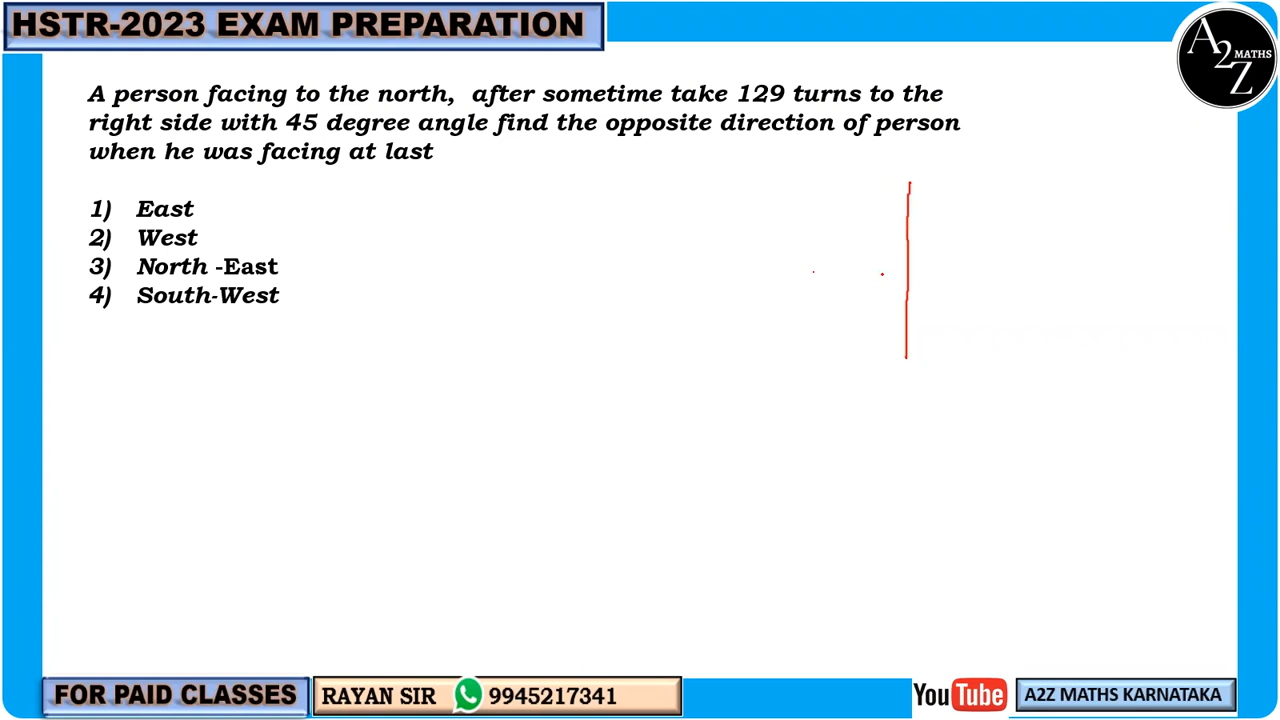 HSTR-2023 EXAM PREPARATION
A2Z MATHS
A person facing to the north, after sometime take 129 turns to the
right side with 45 degree angle find the opposite direction of person
when he was facing at last
1) East
2) West
3) North -East
4) South-West
FOR PAID CLASSES
RAYAN SIR 9945217341
YouTube
A2Z MATHS KARNATAKA